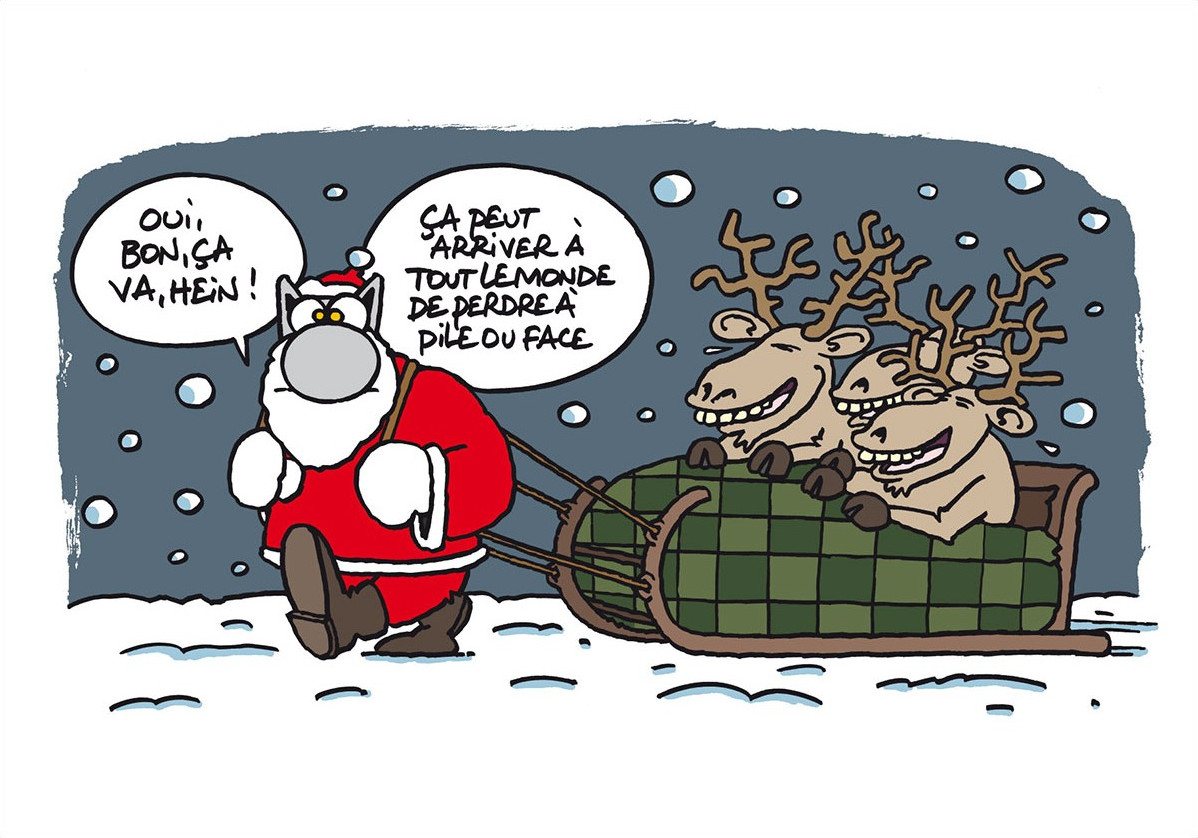 OUI,
BON, ÇA
VA, HEIN !
ÇA PEUT
ARRIVER À
TOUT LE MONDE
DE PERDRE À
PILE OU FACE